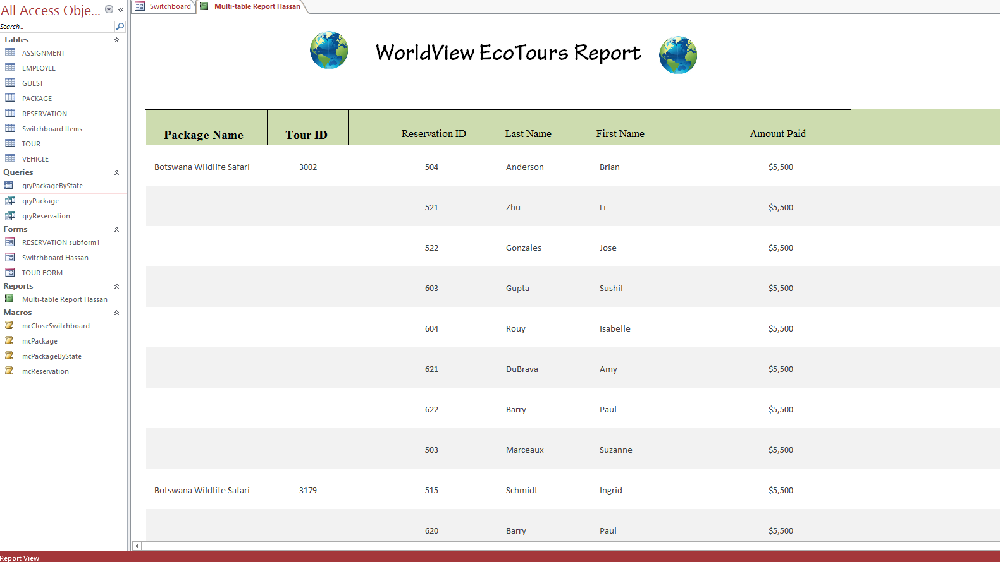 All Access Obje...
Search...
Tables
ASSIGNMENT
EMPLOYEE
GUEST
PACKAGE
RESERVATION
Switchboard Items
TOUR
VEHICLE
Queries
qryPackageByState
qryPackage
qryReservation
Forms
RESERVATION subform1
Switchboard Hassan
TOUR FORM
Reports
Multi-table Report Hassan
Macros
mcCloseSwitchboard
mcPackage
mcPackageByState
mcReservation
Switchboard Multi-table Report Hassan
WorldView EcoTours Report
Package Name Tour ID Reservation ID Last Name First Name Amount Paid
Botswana Wildlife Safari 3002 504 Anderson Brian $5,500
521 Zhu Li $5,500
522 Gonzales Jose $5,500
603 Gupta Sushil $5,500
604 Rouy Isabelle $5,500
621 DuBrava Amy $5,500
622 Barry Paul $5,500
503 Marceaux Suzanne $5,500
Botswana Wildlife Safari 3179 515 Schmidt Ingrid $5,500
620 Barry Paul $5,500
Report View